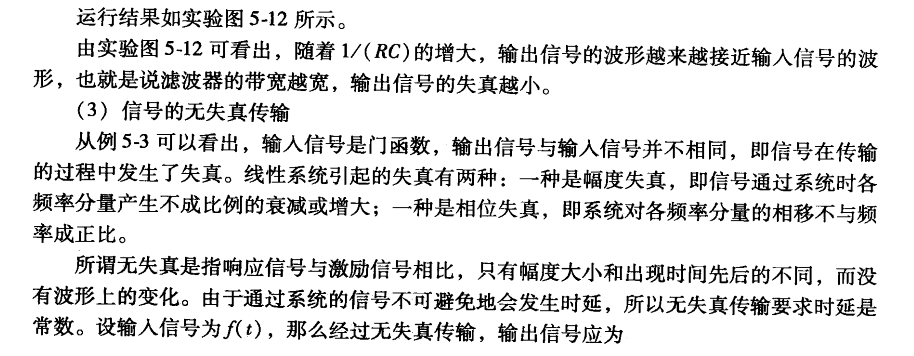 运行结果如实验图 5-12 所示。
由实验图 5-12 可看出，随着 1/(RC)的增大，输出信号的波形越来越接近输入信号的波
形，也就是说滤波器的带宽越宽，输出信号的失真越小。
（3）信号的无失真传输
从例 5-3 可以看出，输入信号是门函数，输出信号与输入信号并不相同，即信号在传输
的过程中发生了失真。线性系统引起的失真有两种：一种是幅度失真，即信号通过系统时各
频率分量产生不成比例的衰减或增大；一种是相位失真，即系统对各频率分量的相移不与频
率成正比。
所谓无失真是指响应信号与激励信号相比，只有幅度大小和出现时间先后的不同，而没
有波形上的变化。由于通过系统的信号不可避免地会发生时延，所以无失真传输要求时延是
常数。设输入信号为f(t)，那么经过无失真传输，输出信号应为